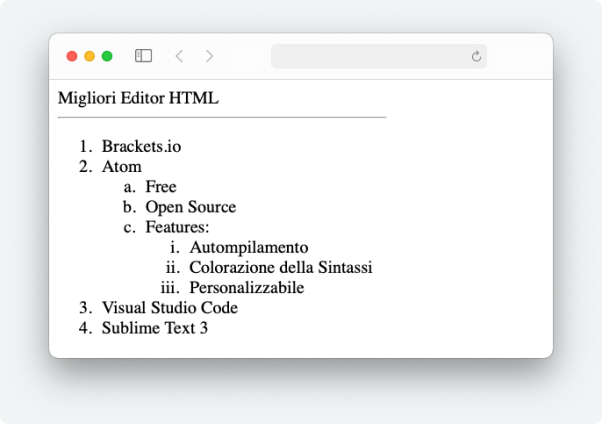 Migliori Editor HTML
1. Brackets.io
2. Atom
a. Free
b. Open Source
c. Features:
i. Autompilamento
ii. Colorazione della Sintassi
iii. Personalizzabile
3. Visual Studio Code
4. Sublime Text 3